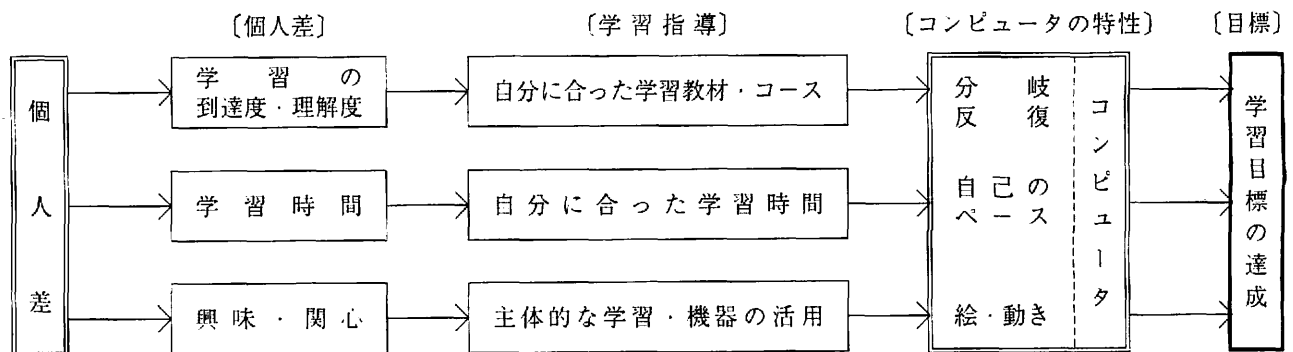 〔個人差〕 〔学習指導〕 〔コンピュータの特性〕 〔目標〕
個人差
学習の
到達度・理解度
自分に合った学習教材・コース
分岐
反復
学習時間
自分に合った学習時間
自己の
ペース
興味・関心
主体的な学習・機器の活用
絵・動き
コンピュータ
学習目標の達成